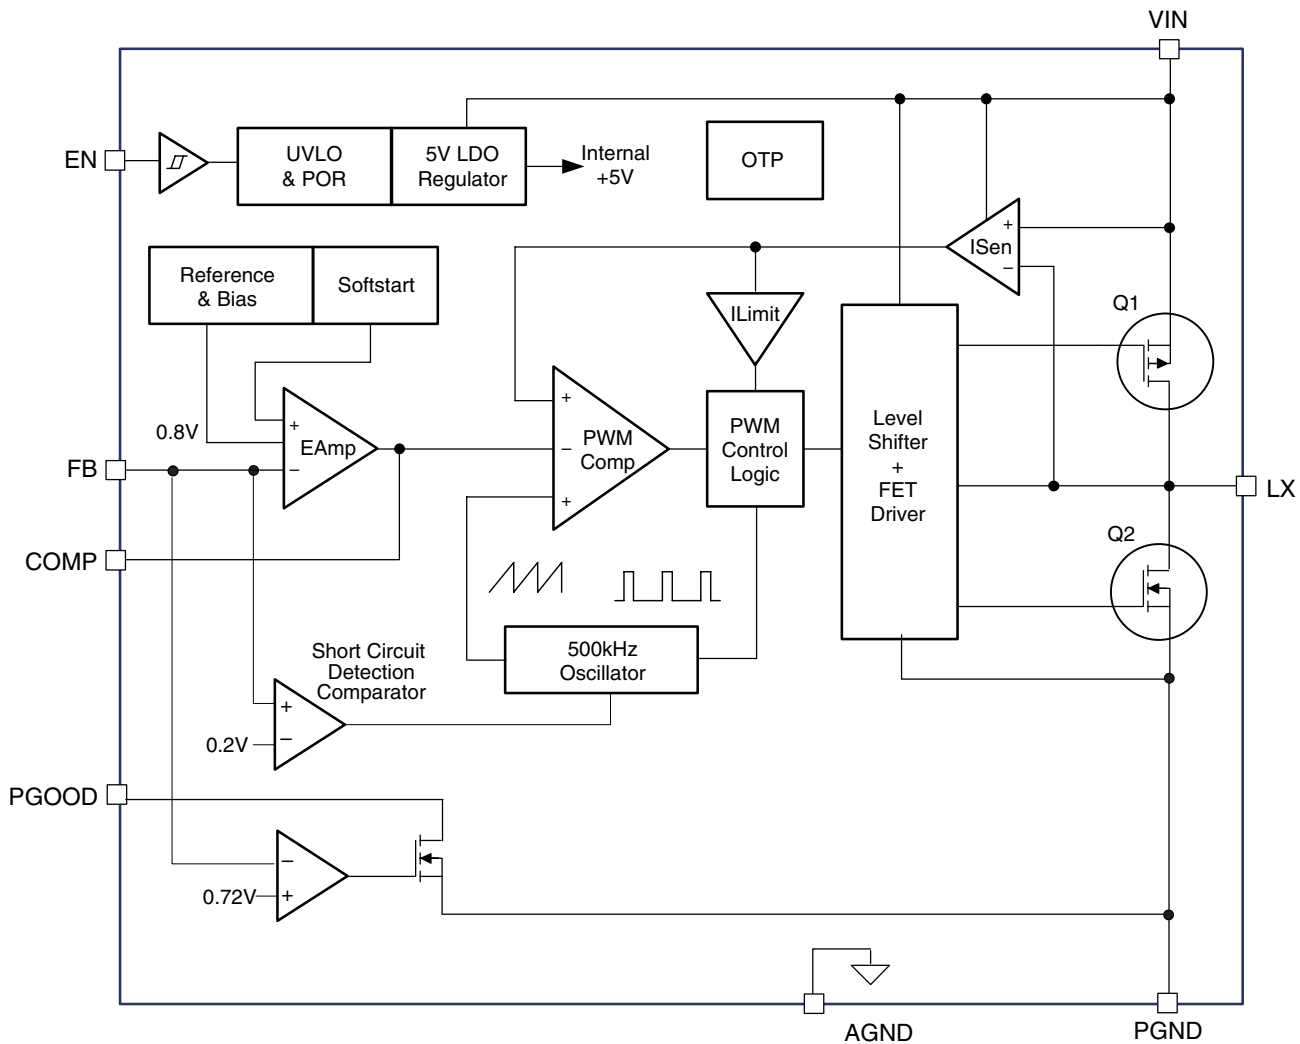 VIN
EN
UVLO
& POR
5V LDO
Regulator
Internal
+5V
OTP
+
ISen
–
Reference
& Bias
Softstart
ILimit
Q1
0.8V
+
EAmp
–
FB
+
–
PWM
Comp
+
PWM
Control
Logic
Level
Shifter
+
FET
Driver
LX
Q2
COMP
Short Circuit
Detection
Comparator
500kHz
Oscillator
+
0.2V
–
PGOOD
–
0.72V
+
AGND
PGND